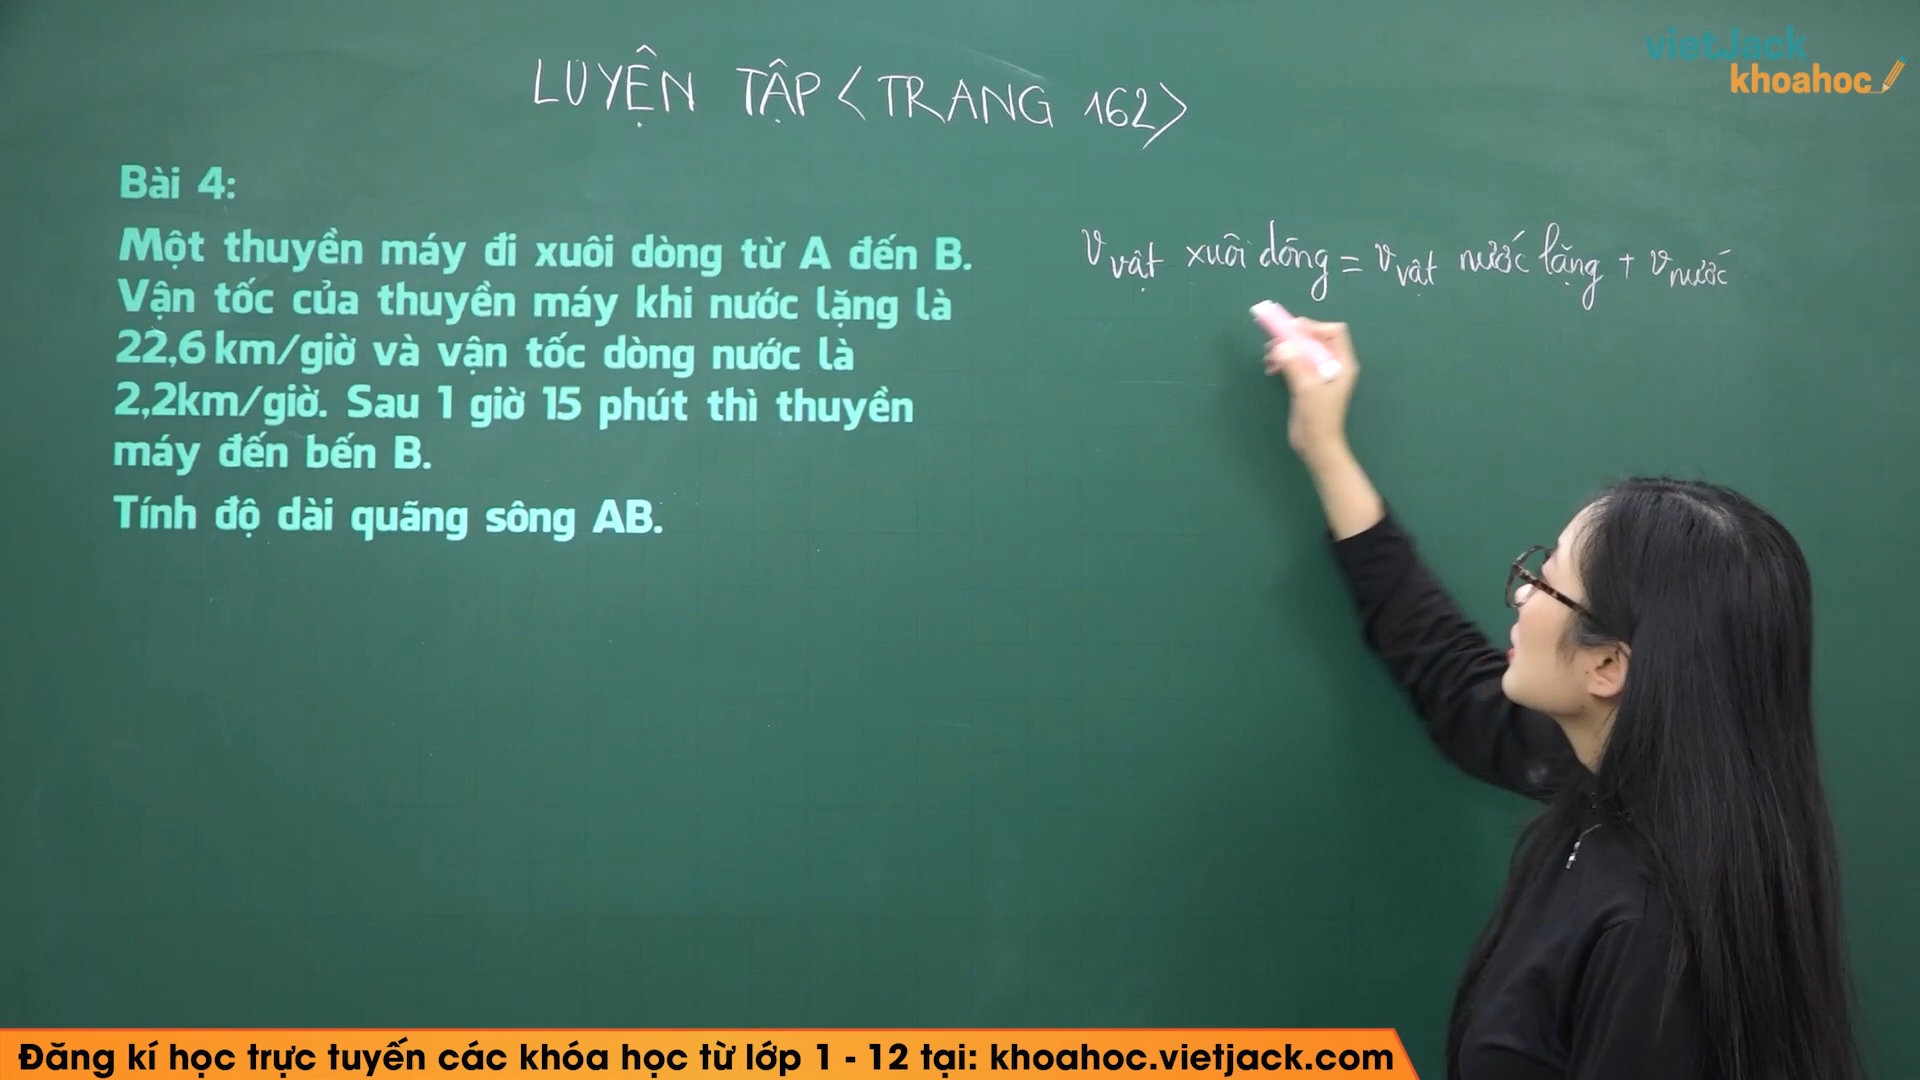 vietJack
khoahoc
LUYỆN TẬP <TRANG 162>
Bài 4:
Một thuyền máy đi xuôi dòng từ A đến B.
Vận tốc của thuyền máy khi nước lặng là
22,6 km/giờ và vận tốc dòng nước là
2,2km/giờ. Sau 1 giờ 15 phút thì thuyền
máy đến bến B.
Tính độ dài quãng sông AB.
v vật xuôi dòng = v vật nước lặng + v nước
Đăng kí học trực tuyến các khóa học từ lớp 1 - 12 tại: khoahoc.vietjack.com